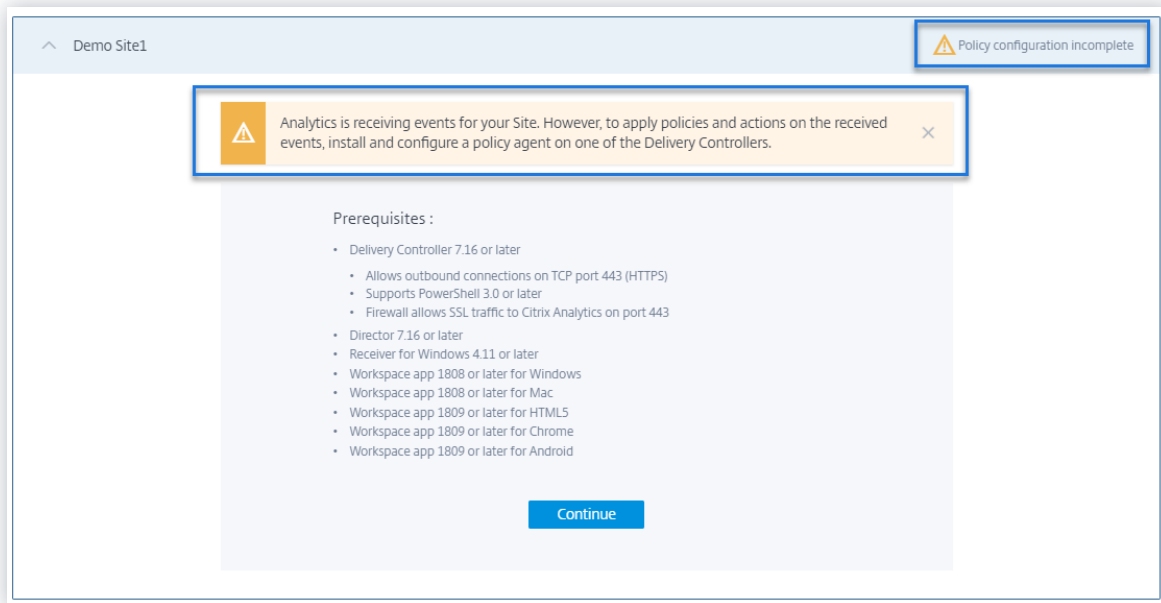 Demo Site1
Policy configuration incomplete
Analytics is receiving events for your Site. However, to apply policies and actions on the received
events, install and configure a policy agent on one of the Delivery Controllers.
Prerequisites :
• Delivery Controller 7.16 or later
• Allows outbound connections on TCP port 443 (HTTPS)
• Supports PowerShell 3.0 or later
• Firewall allows SSL traffic to Citrix Analytics on port 443
• Director 7.16 or later
• Receiver for Windows 4.11 or later
• Workspace app 1808 or later for Windows
• Workspace app 1808 or later for Mac
• Workspace app 1809 or later for HTML5
• Workspace app 1809 or later for Chrome
• Workspace app 1809 or later for Android
Continue